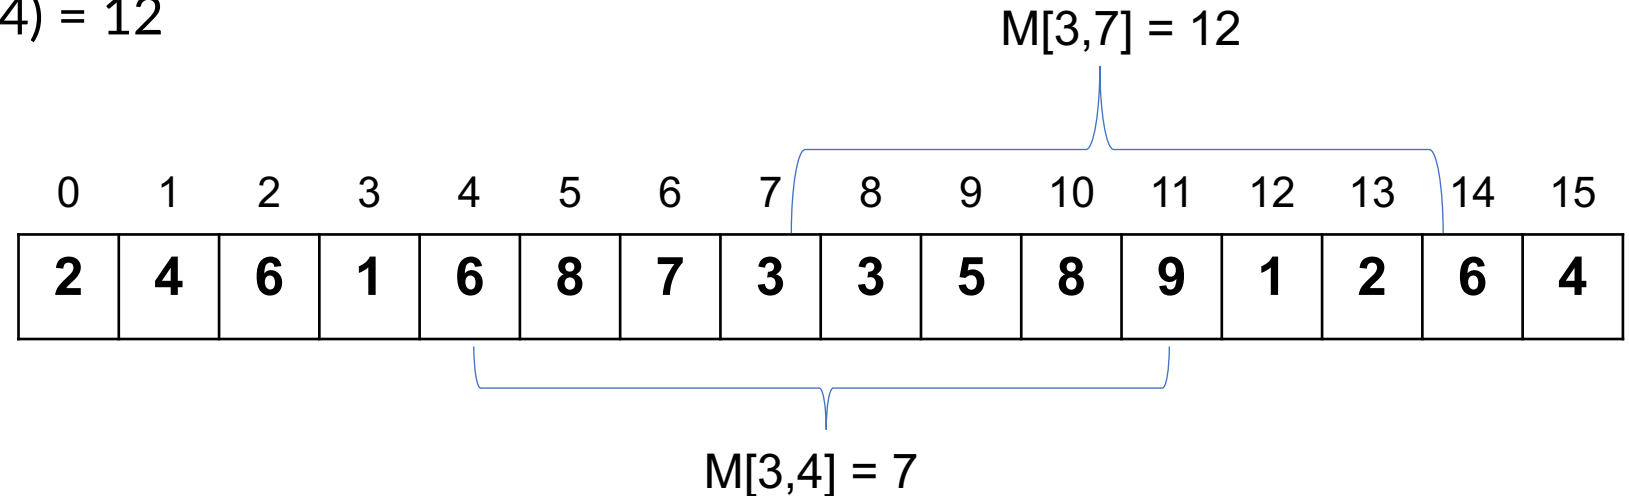 4) = 12
M[3,7] = 12
0 1 2 3 4 5 6 7 8 9 10 11 12 13 14 15
2 4 6 1 6 8 7 3 3 5 8 9 1 2 6 4
M[3,4] = 7